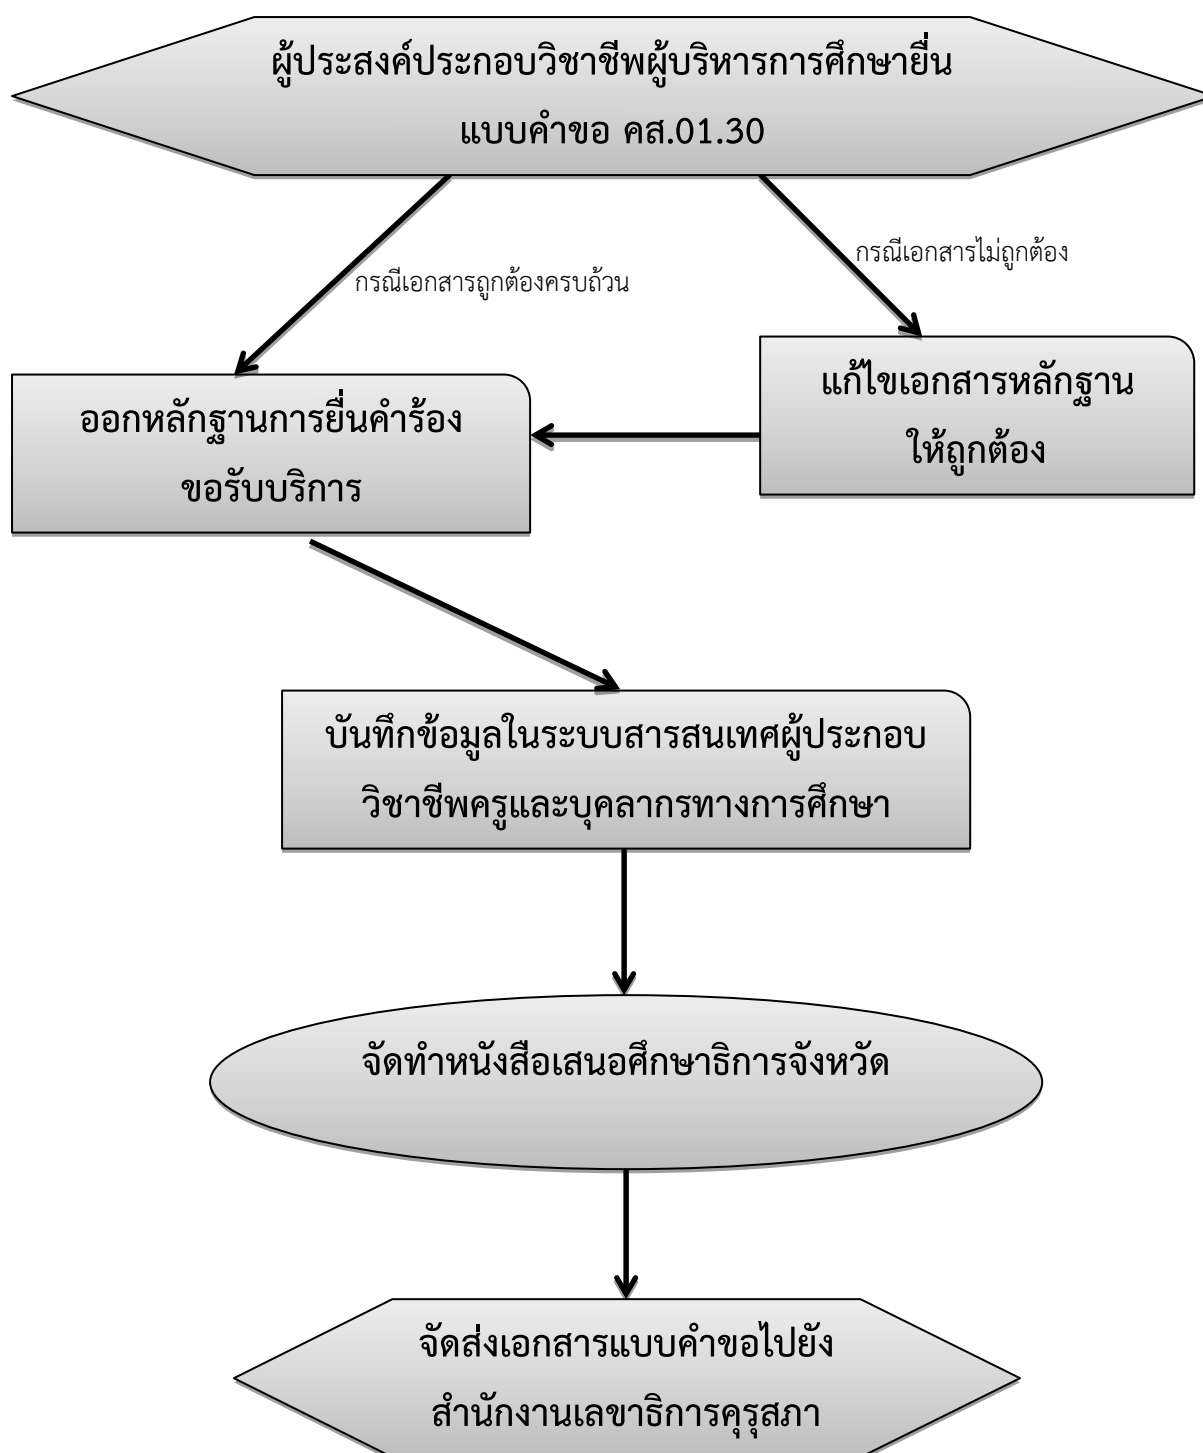 ผู้ประสงค์ประกอบวิชาชีพผู้บริหารการศึกษายื่น
แบบคำขอ คส.01.30
กรณีเอกสารไม่ถูกต้อง
กรณีเอกสารถูกต้องครบถ้วน
แก้ไขเอกสารหลักฐาน
ให้ถูกต้อง
ออกหลักฐานการยื่นคำร้อง
ขอรับบริการ
บันทึกข้อมูลในระบบสารสนเทศผู้ประกอบ
วิชาชีพครูและบุคลากรทางการศึกษา
จัดทำหนังสือเสนอศึกษาธิการจังหวัด
จัดส่งเอกสารแบบคำขอไปยัง
สำนักงานเลขาธิการคุรุสภา